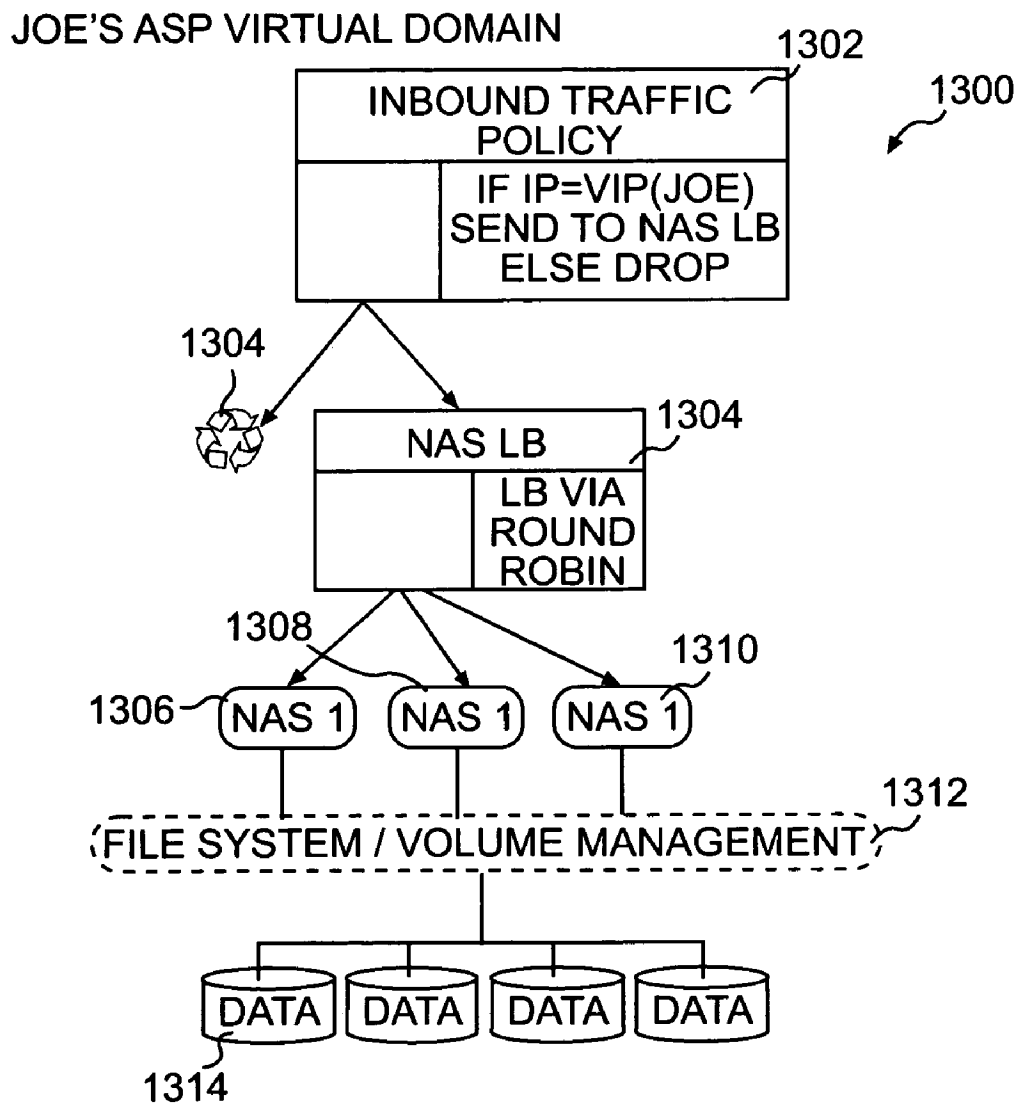 JOE'S ASP VIRTUAL DOMAIN
1302
1300
INBOUND TRAFFIC
POLICY
IF IP=VIP(JOE)
SEND TO NAS LB
ELSE DROP
1304
1304
NAS LB
LB VIA
ROUND
ROBIN
1308
1310
1306
NAS 1
NAS 1
NAS 1
1312
FILE SYSTEM / VOLUME MANAGEMENT
DATA
DATA
DATA
DATA
1314